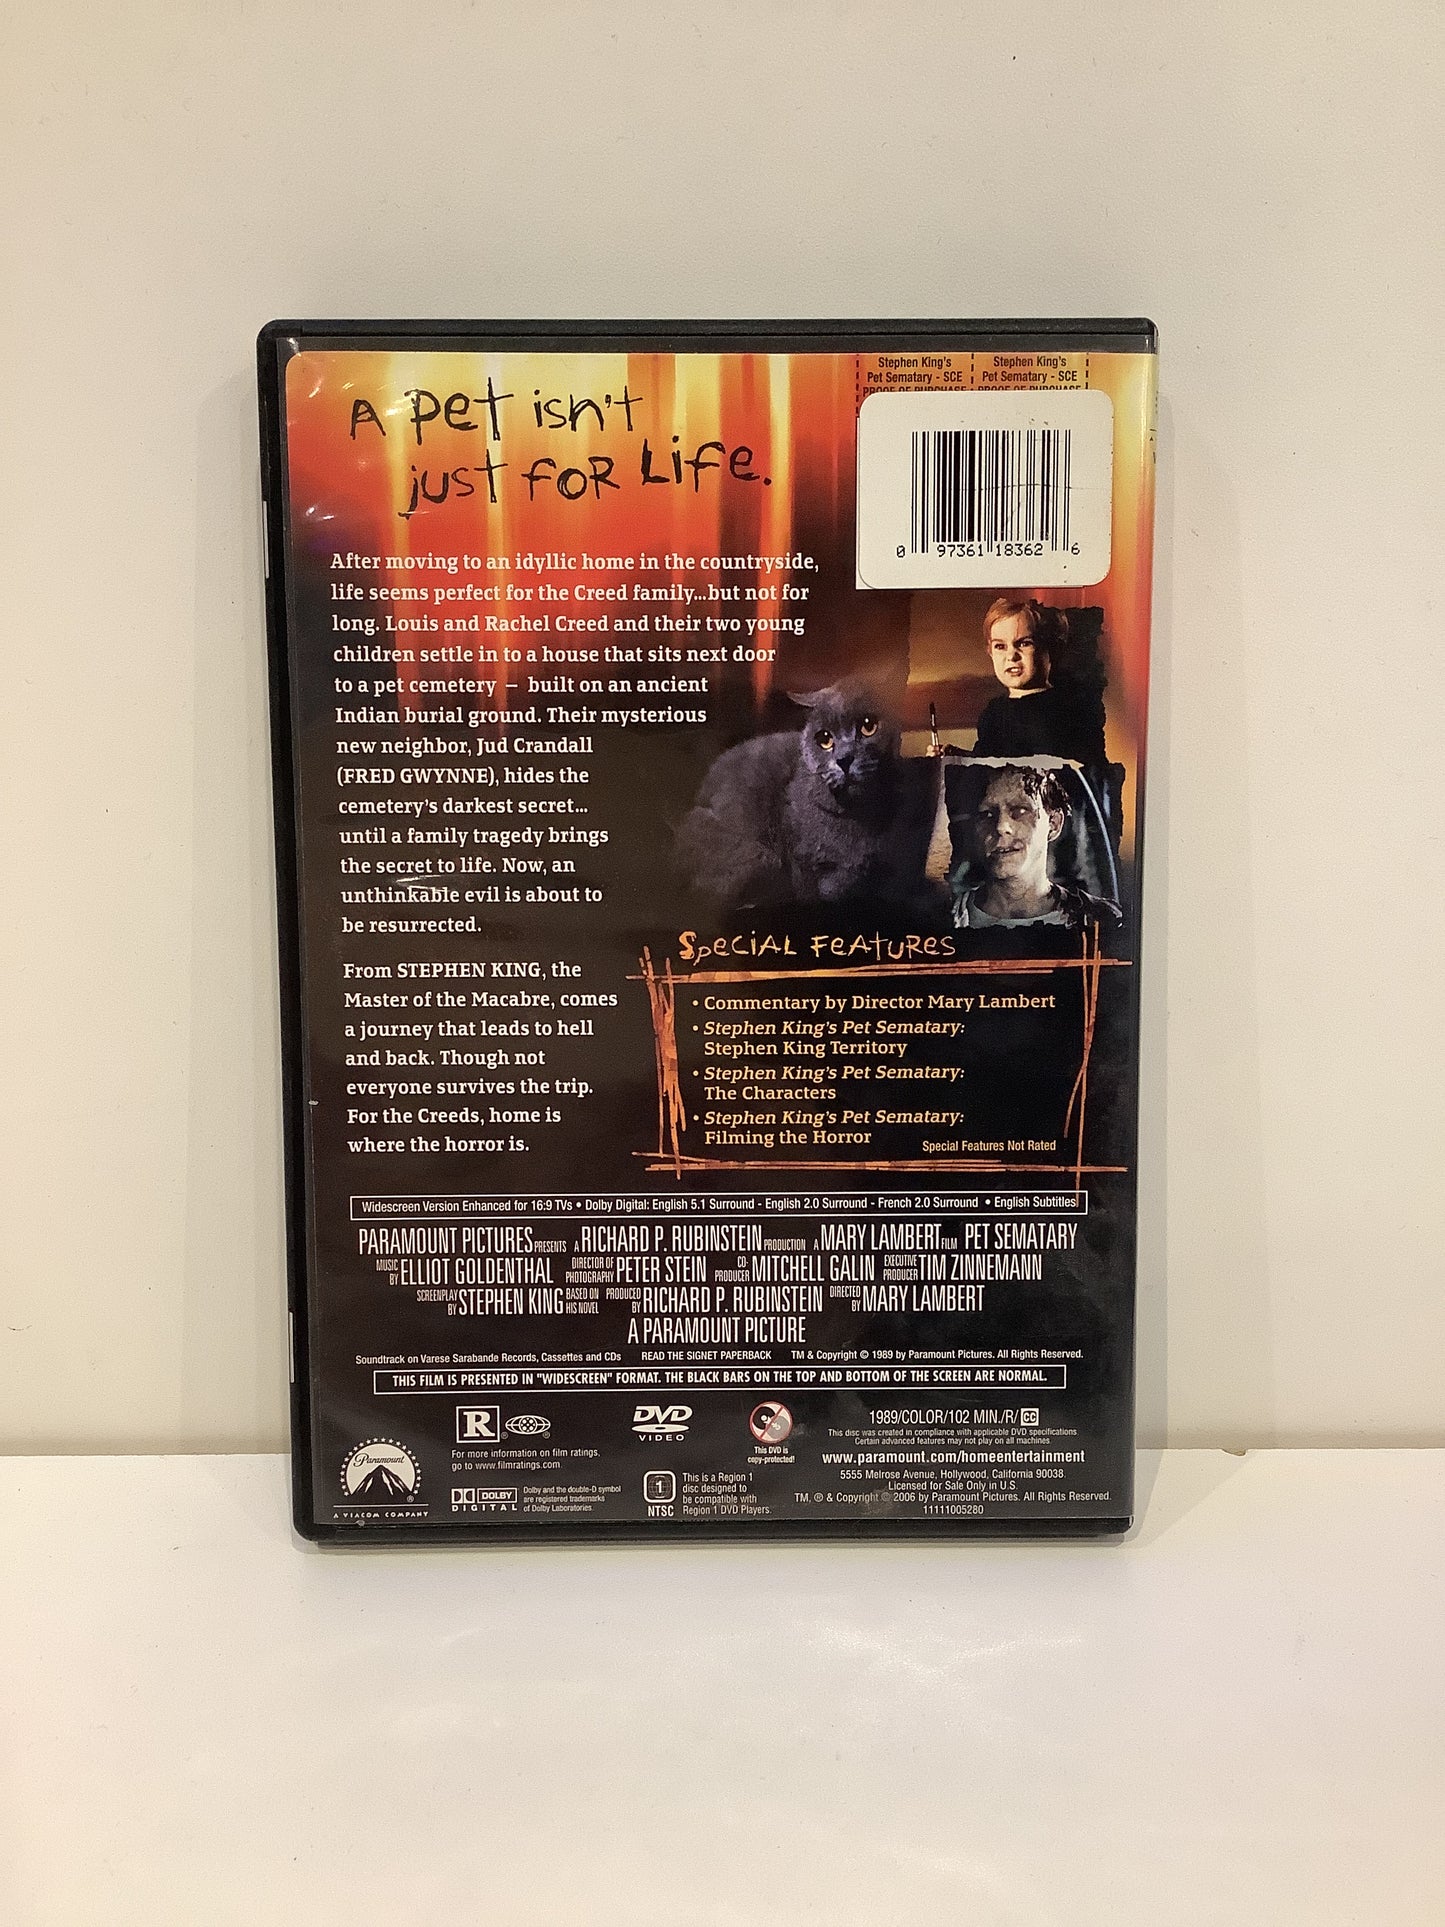 Stephen King's
Pet Sematary - SCE
PROOF OF PURCHASE
Stephen King's
Pet Sematary - SCE
PROOF OF PURCHASE
A Pet isn't
just for Life.
0 97361 18362 6
After moving to an idyllic home in the countryside,
life seems perfect for the Creed family...but not for
long. Louis and Rachel Creed and their two young
children settle in to a house that sits next door
to a pet cemetery – built on an ancient
Indian burial ground. Their mysterious
new neighbor, Jud Crandall
(FRED GWYNNE), hides the
cemetery's darkest secret...
until a family tragedy brings
the secret to life. Now, an
unthinkable evil is about to
be resurrected.
From STEPHEN KING, the
Master of the Macabre, comes
a journey that leads to hell
and back. Though not
everyone survives the trip.
For the Creeds, home is
where the horror is.
Special Features
• Commentary by Director Mary Lambert
• Stephen King's Pet Sematary:
Stephen King Territory
• Stephen King's Pet Sematary:
The Characters
• Stephen King's Pet Sematary:
Filming the Horror
Special Features Not Rated
Widescreen Version Enhanced for 16:9 TVs • Dolby Digital: English 5.1 Surround - English 2.0 Surround - French 2.0 Surround • English Subtitles
PARAMOUNT PICTURES PRESENTS A RICHARD P. RUBINSTEIN PRODUCTION A MARY LAMBERT FILM PET SEMATARY
MUSIC BY ELLIOT GOLDENTHAL DIRECTOR OF PHOTOGRAPHY PETER STEIN CO-PRODUCER MITCHELL GALIN EXECUTIVE PRODUCER TIM ZINNEMANN
SCREENPLAY BY STEPHEN KING BASED ON HIS NOVEL PRODUCED BY RICHARD P. RUBINSTEIN DIRECTED BY MARY LAMBERT
A PARAMOUNT PICTURE
Soundtrack on Varese Sarabande Records, Cassettes and CDs READ THE SIGNET PAPERBACK TM & Copyright © 1989 by Paramount Pictures. All Rights Reserved.
THIS FILM IS PRESENTED IN "WIDESCREEN" FORMAT. THE BLACK BARS ON THE TOP AND BOTTOM OF THE SCREEN ARE NORMAL.
Paramount
®
A VIACOM COMPANY
R ® ®
For more information on film ratings,
go to www.filmratings.com.
DOLBY
DIGITAL
Dolby and the double-D symbol
are registered trademarks
of Dolby Laboratories.
DVD
VIDEO
This DVD is
copy-protected!
1
NTSC
This is a Region 1
disc designed to
be compatible with
Region 1 DVD Players.
1989/COLOR/102 MIN./R/ CC
This disc was created in compliance with applicable DVD specifications
Certain advanced features may not play on all machines.
www.paramount.com/homeentertainment
5555 Melrose Avenue, Hollywood, California 90038.
Licensed for Sale Only in U.S.
TM, ® & Copyright © 2006 by Paramount Pictures. All Rights Reserved.
11111005280